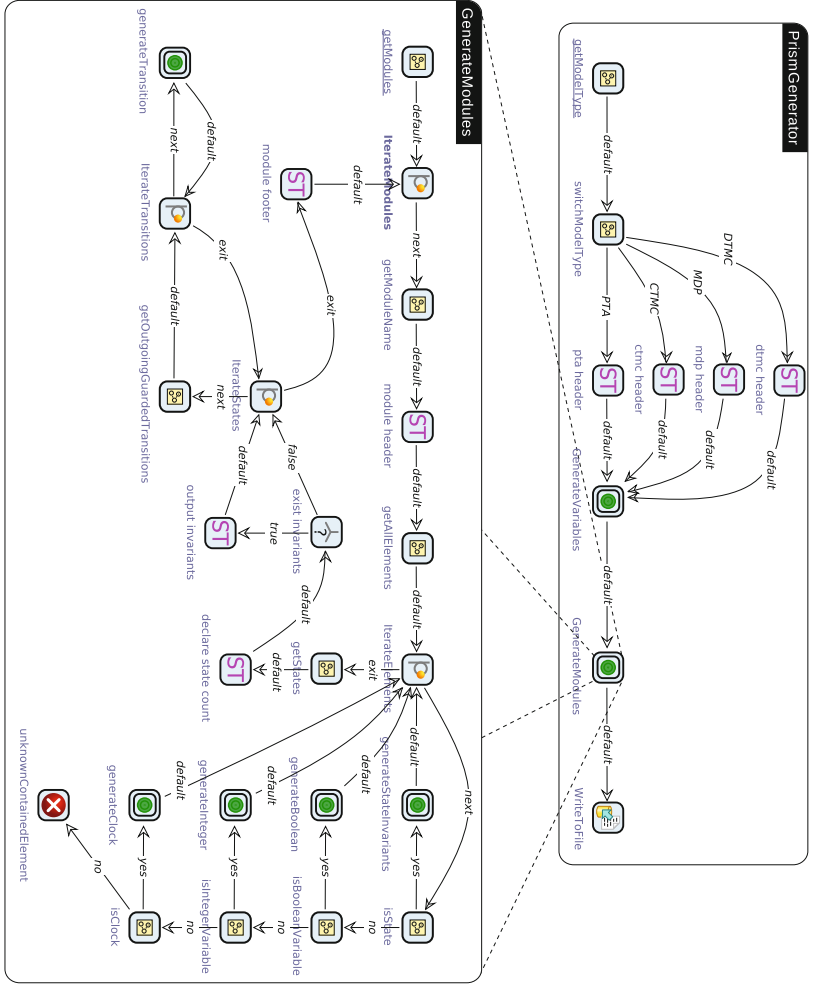 PrismGenerator
getModelType
default
switchModelType
DTMC
MDP
CTMC
PTA
dtmc header
mdp header
ctmc header
pta header
default
default
default
default
GenerateVariables
default
GenerateModules
default
WriteToFile
GenerateModules
getModules
default
IterateModules
next
getModuleName
default
module header
default
getAllElements
default
IterateElements
next
default
module footer
exit
exit
getStates
default
declare state count
default
exist invariants
true
false
output invariants
default
IterateStates
next
getOutgoingGuardedTransitions
default
IterateTransitions
exit
next
default
generateTransition
default
generateStateInvariants
yes
isState
no
default
generateBoolean
yes
isBooleanVariable
no
default
generateInteger
yes
isIntegerVariable
no
default
generateClock
yes
isClock
no
unknownContainedElement